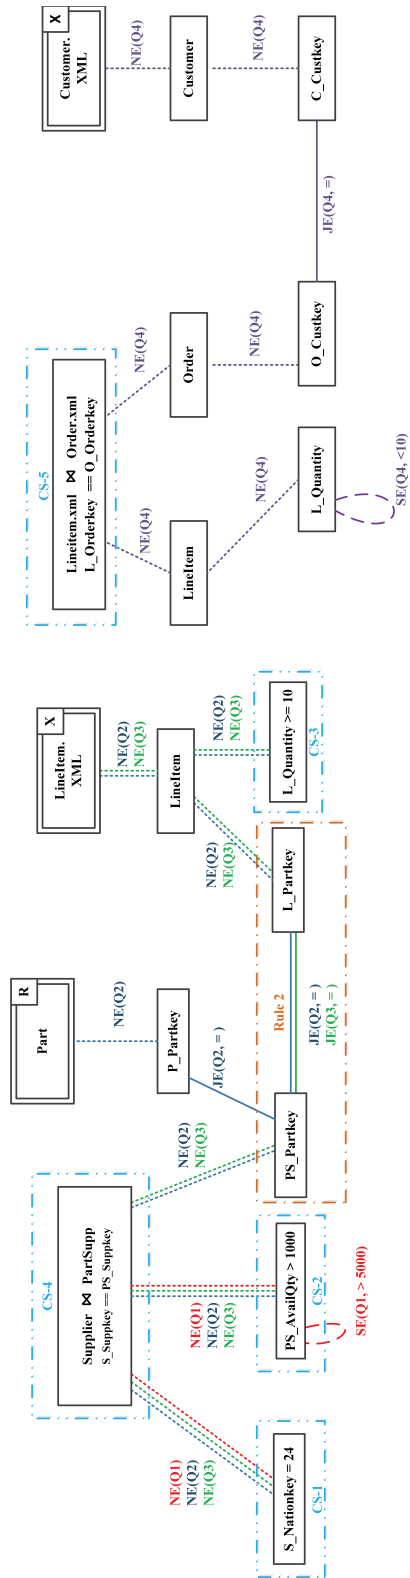 CS-4
Supplier ⋈ PartSupp
S_Suppkey == PS_Suppkey
R
Part
X
LineItem.
XML
CS-5
Lineitem.xml ⋈ Order.xml
L_Orderkey == O_Orderkey
X
Customer.
XML
NE(Q1)
NE(Q2)
NE(Q3)
NE(Q1)
NE(Q2)
NE(Q3)
NE(Q2)
NE(Q3)
NE(Q2)
P_Partkey
JE(Q2, = )
NE(Q2)
NE(Q3)
LineItem
NE(Q2)
NE(Q3)
NE(Q2)
NE(Q3)
NE(Q4)
LineItem
NE(Q4)
NE(Q4)
Order
NE(Q4)
NE(Q4)
Customer
NE(Q4)
S_Nationkey = 24
CS-1
PS_AvailQty > 1000
CS-2
SE(Q1, > 5000)
PS_Partkey
Rule 2
JE(Q2, = )
JE(Q3, = )
L_Partkey
L_Quantity >= 10
CS-3
L_Quantity
SE(Q4, <10)
O_Custkey
JE(Q4, =)
C_Custkey